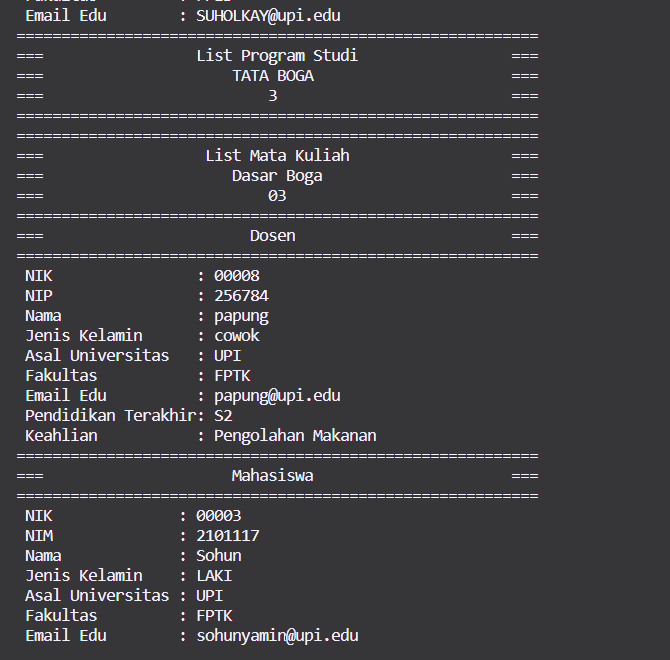 Email Edu        : SUHOLKAY@upi.edu
==========================================================
===                 List Program Studi                 ===
===                     TATA BOGA                      ===
===                         3                          ===
==========================================================
==========================================================
===                  List Mata Kuliah                  ===
===                     Dasar Boga                     ===
===                         03                         ===
==========================================================
===                       Dosen                        ===
==========================================================
NIK                : 00008
NIP                : 256784
Nama               : papung
Jenis Kelamin      : cowok
Asal Universitas   : UPI
Fakultas           : FPTK
Email Edu          : papung@upi.edu
Pendidikan Terakhir: S2
Keahlian           : Pengolahan Makanan
==========================================================
===                     Mahasiswa                      ===
==========================================================
NIK              : 00003
NIM              : 2101117
Nama             : Sohun
Jenis Kelamin    : LAKI
Asal Universitas : UPI
Fakultas         : FPTK
Email Edu        : sohunyamin@upi.edu